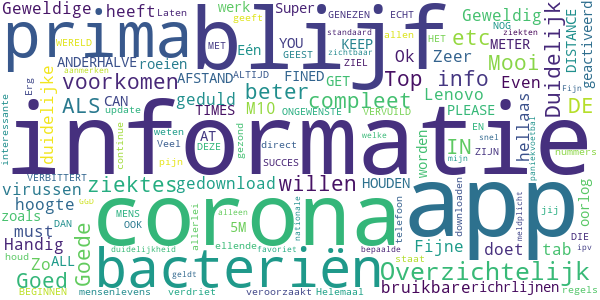 Geweldige heeft werk Super Laten GENEZEN ECHT ziekten
prima blijf
geeft MET standaard allen HET NOG Geweldig etc
WERELD Eén YOU GEEST KEEP METER DISTANCE Fijn geactiveerd
ANDERHALVE roeien ALTIJD ZIEL zichtbaar Ok Zeer Mooi Duidelijk
Erg aanmerken voorkomen AFSTAND FINED GET Top info Even
interessante duidelijke ALS CAN geduld M10 ONGEWENSTE beter compleet Lenovo DE
update TIMES VERVUILD PLEASE
continue weten AT DEZE direct welke EN snel paniekvoetbal
informatie
pijn Veel gezond SUCCES IN ZIJN mijn nummers
VERBITTERT ziektes gedownload willen HOUDEN worden helaas
virussen GGD corona app
hoogte MENS OOK allerlei alleen nationale telefoon downloaden meldplicht jij oorlog
zoals DAN 5M
must Goede ellende favoriet bepaalde Fijne doet tab
Handig duidelijkheid staat DIE
Zo ALL bacteriën Overzichtelijk
houd ipv
Goed geldt bruikbare richrlijnen
BEGINNEN mensenlevens verdriet veroorzaakt Helemaal regels